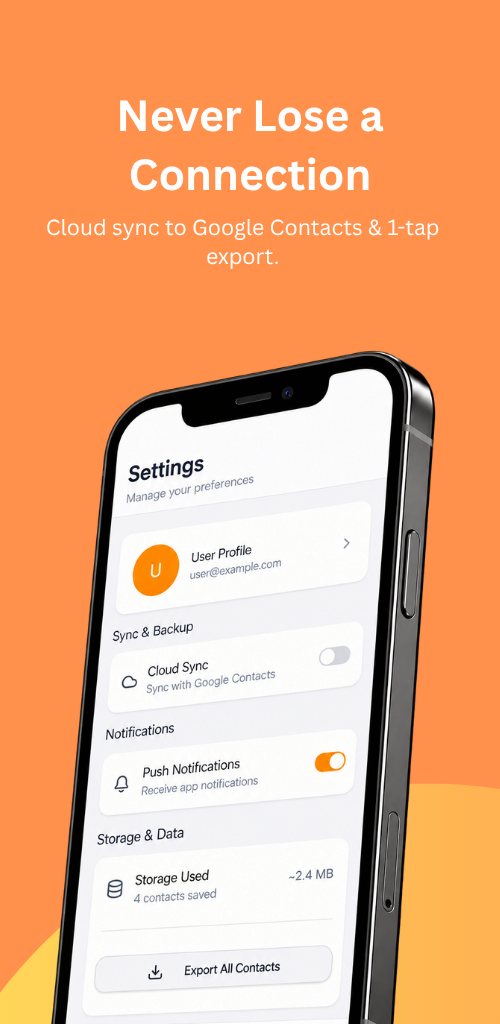 Never Lose a
Connection
Cloud sync to Google Contacts & 1-tap
export.
Settings
Manage your preferences
U
User Profile
user@example.com
Sync & Backup
Cloud Sync
Sync with Google Contacts
Notifications
Push Notifications
Receive app notifications
Storage & Data
Storage Used
~2.4 MB
4 contacts saved
Export All Contacts